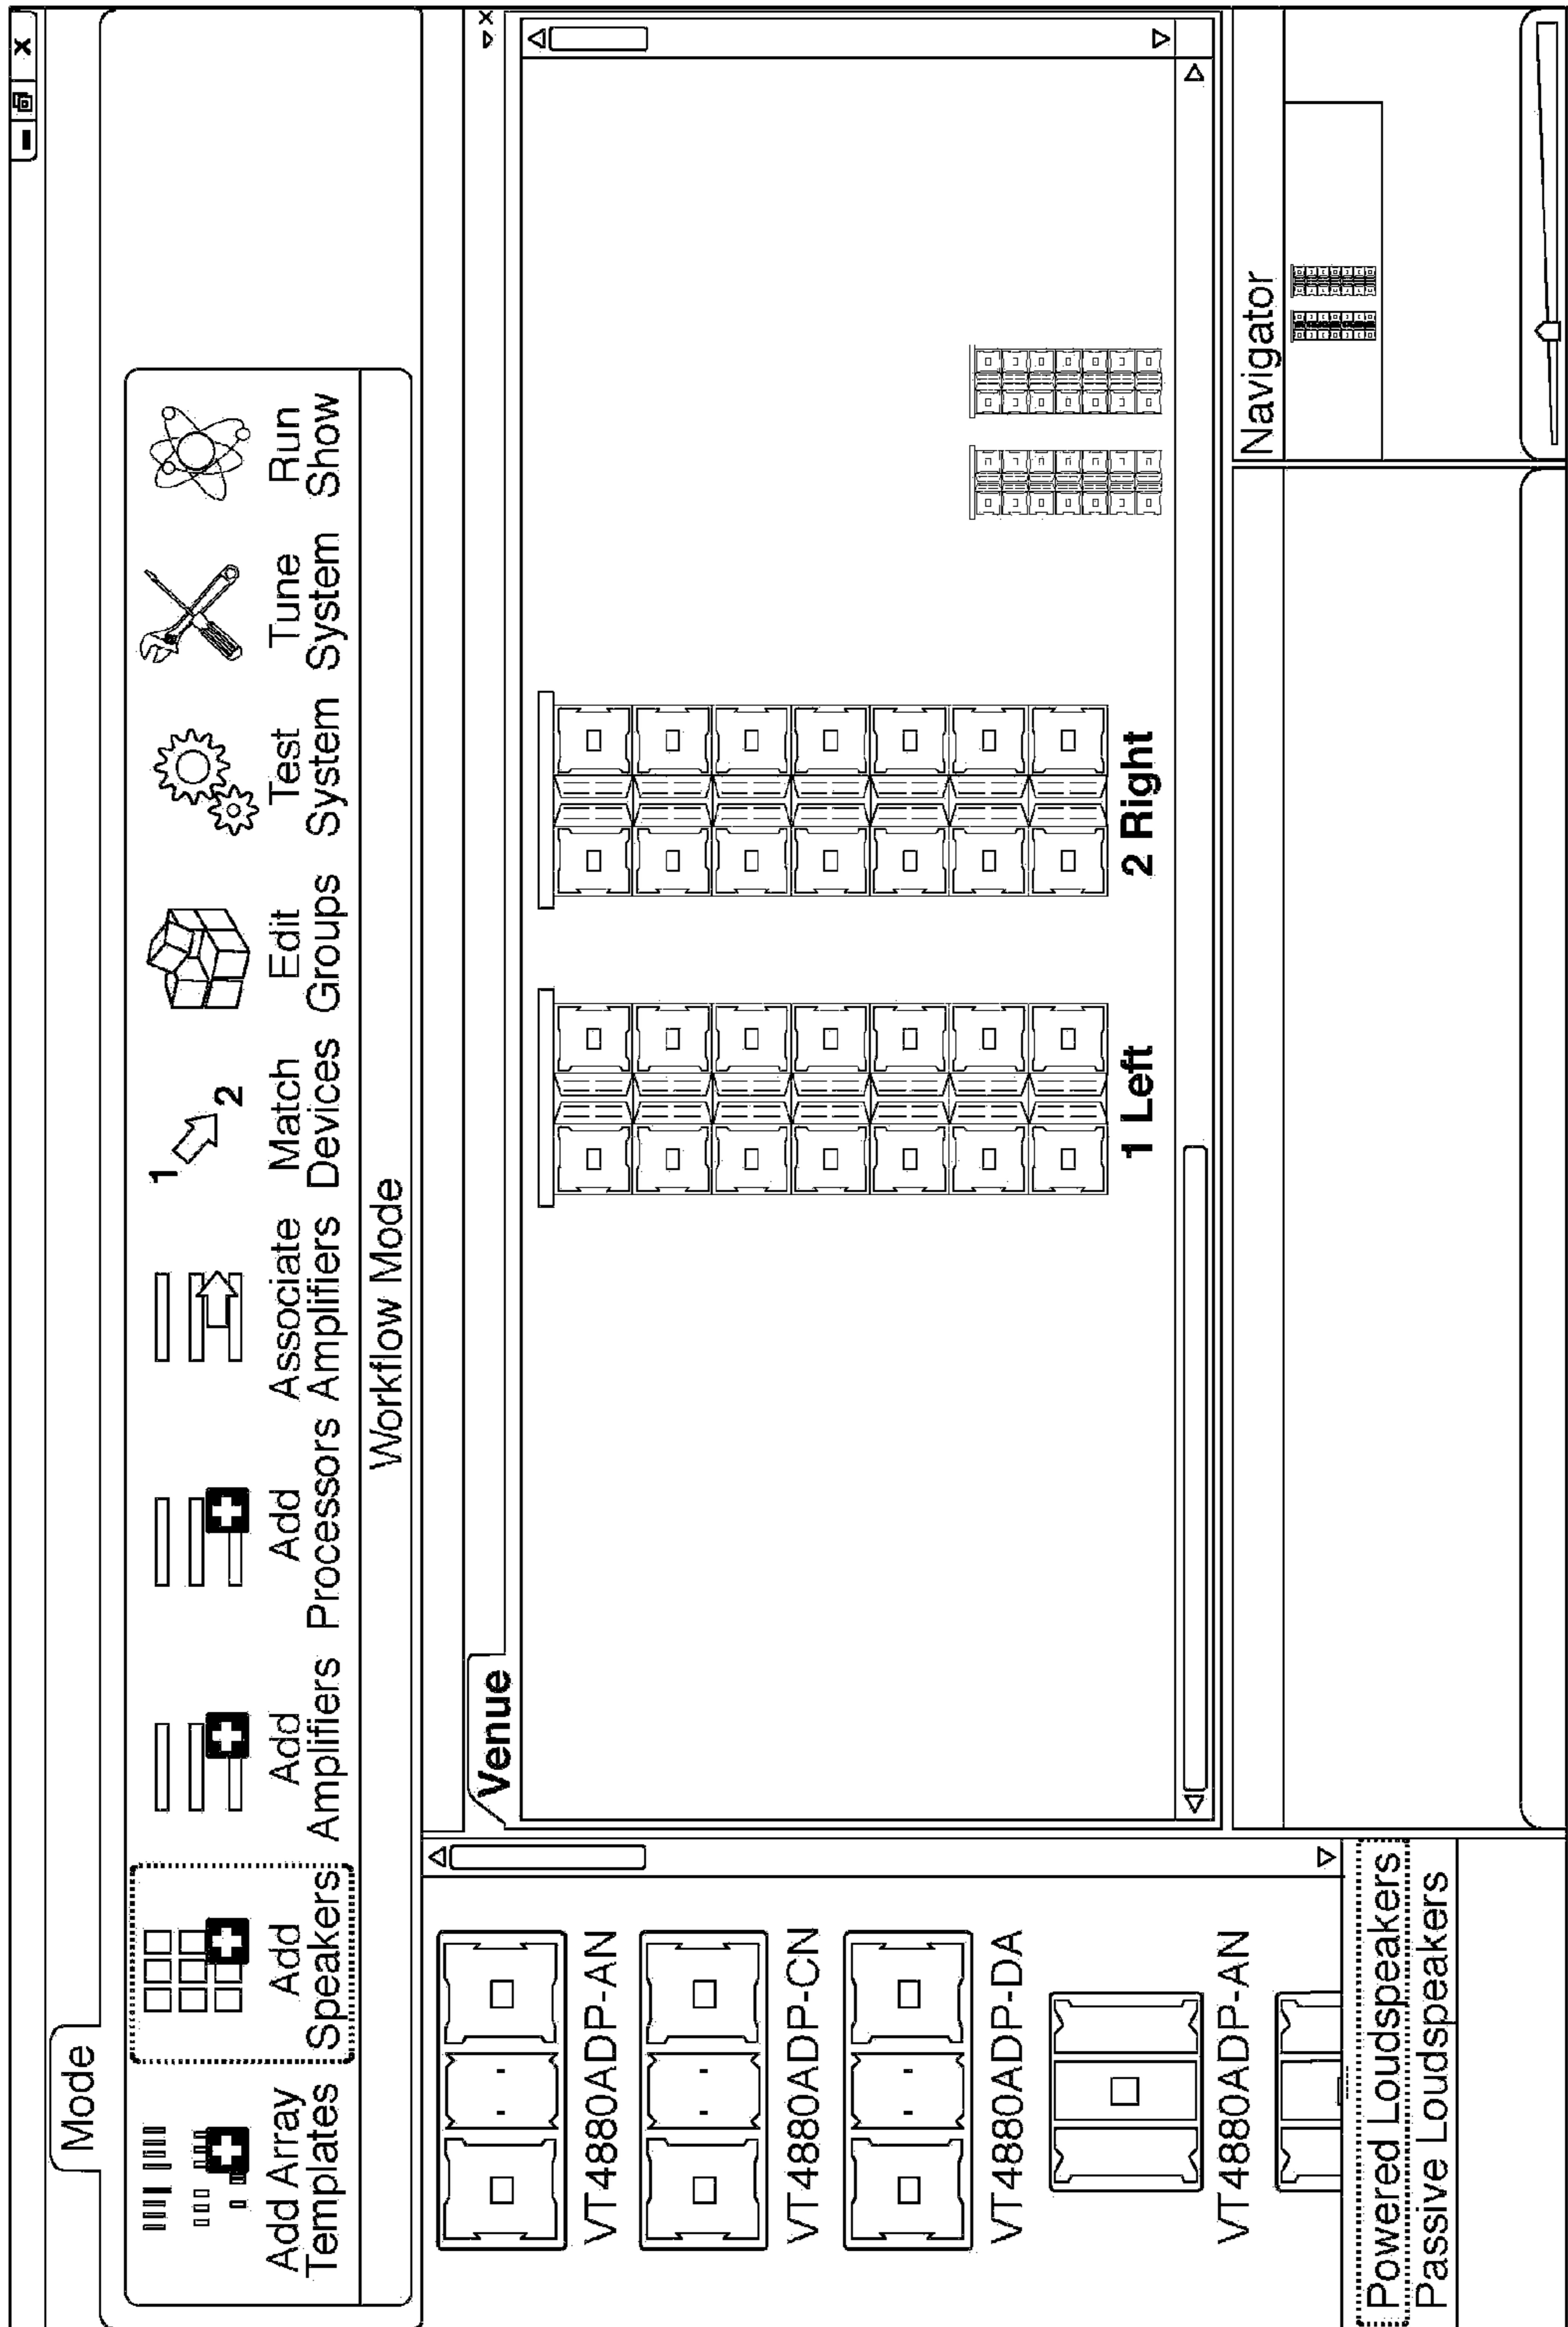 Mode
Add Array
Templates
Add
Speakers
Add
Amplifiers
Add
Processors
Associate
Amplifiers
1
2
Match
Devices
Edit
Groups
Test
System
Tune
System
Run
Show
Workflow Mode
VT4880ADP-AN
VT4880ADP-CN
VT4880ADP-DA
VT4880ADP-AN
Powered Loudspeakers
Passive Loudspeakers
Venue
1 Left
2 Right
Navigator